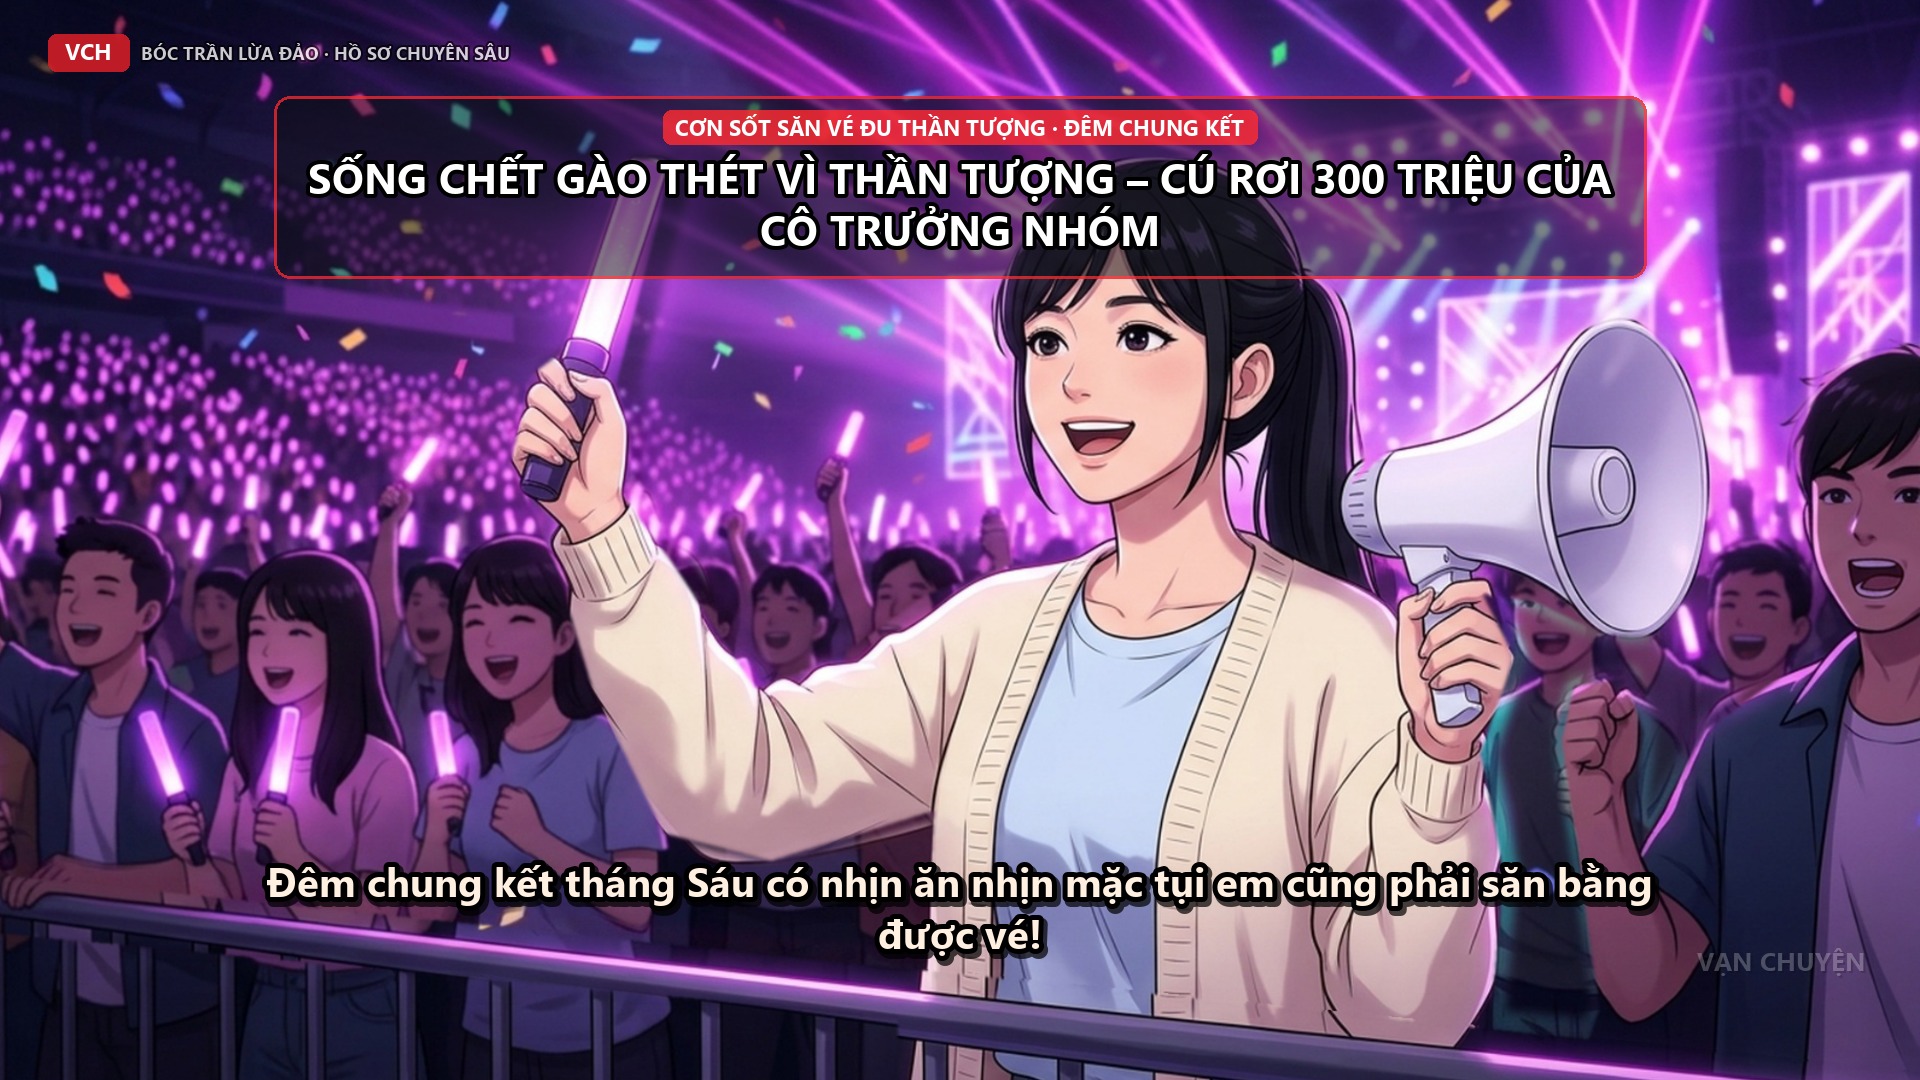 VCH BÓC TRẦN LỪA ĐẢO · HỒ SƠ CHUYÊN SÂU
CƠN SỐT SĂN VÉ ĐU THẦN TƯỢNG · ĐÊM CHUNG KẾT
SỐNG CHẾT GÀO THÉT VÌ THẦN TƯỢNG – CÚ RƠI 300 TRIỆU CỦA
CÔ TRƯỞNG NHÓM
Đêm chung kết tháng Sáu có nhịn ăn nhịn mặc tụi em cũng phải săn bằng
được vé!
VẠN CHUYỆN